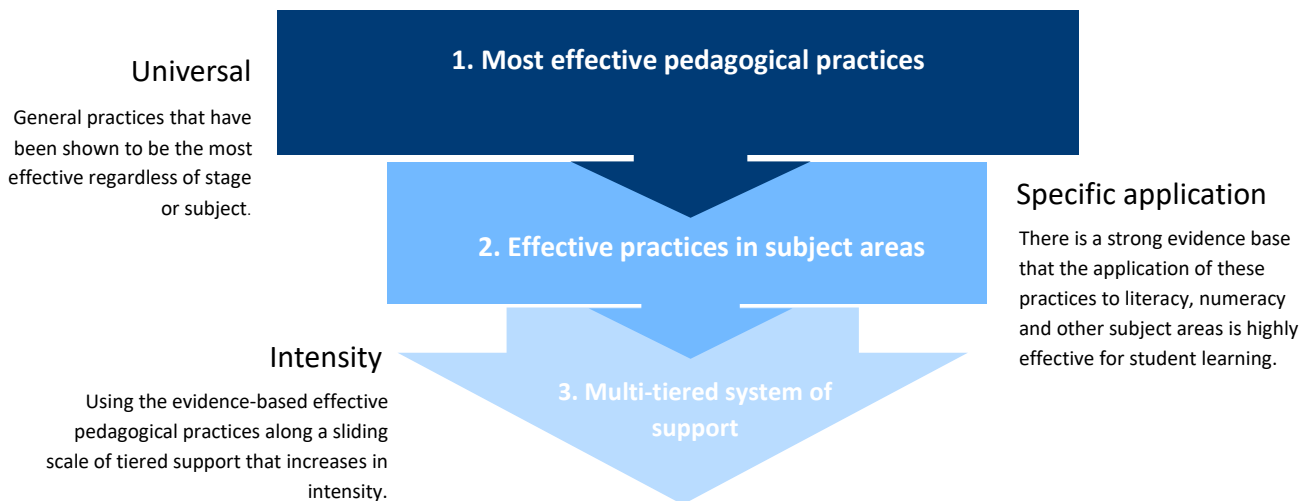 1. Most effective pedagogical practices
Universal
General practices that have
been shown to be the most
effective regardless of stage
or subject.
2. Effective practices in subject areas
Specific application
There is a strong evidence base
that the application of these
practices to literacy, numeracy
and other subject areas is highly
effective for student learning.
Intensity
Using the evidence-based effective
pedagogical practices along a sliding
scale of tiered support that increases in
intensity.
3. Multi-tiered system of
support